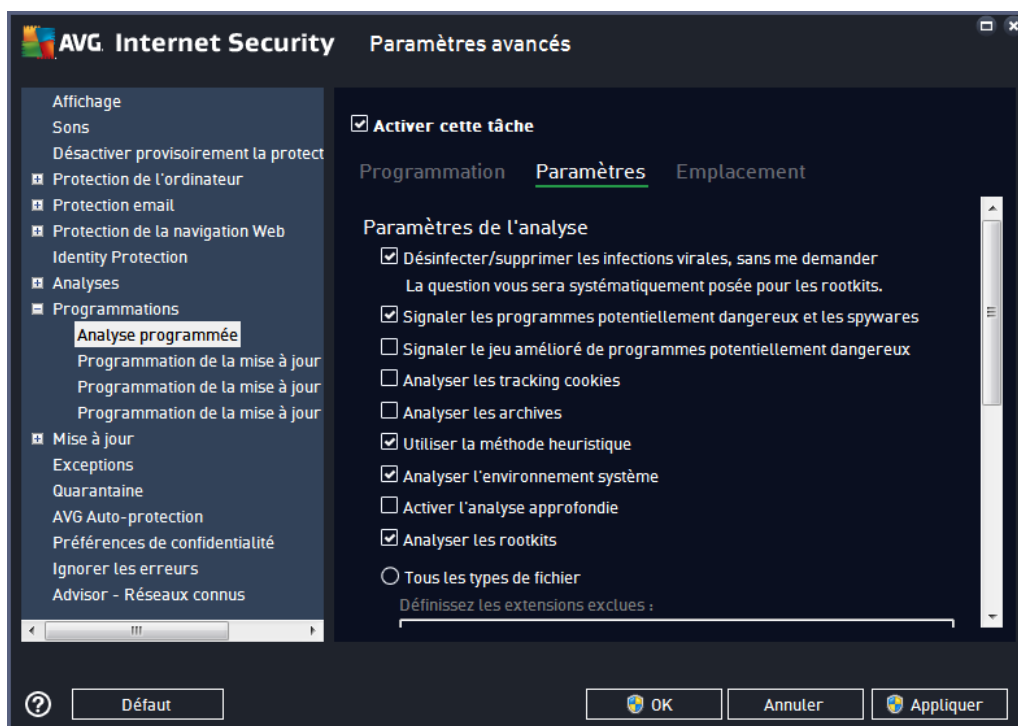 AVG. Internet Security
Paramètres avancés
Affichage
Sons
Désactiver provisoirement la protect
Protection de l'ordinateur
Protection email
Protection de la navigation Web
Identity Protection
Analyses
Programmations
Analyse programmée
Programmation de la mise à jour
Programmation de la mise à jour
Programmation de la mise à jour
Mise à jour
Exceptions
Quarantaine
AVG Auto-protection
Préférences de confidentialité
Ignorer les erreurs
Advisor - Réseaux connus
Activer cette tâche
Programmation Paramètres Emplacement
Paramètres de l'analyse
Désinfecter/supprimer les infections virales, sans me demander
La question vous sera systématiquement posée pour les rootkits.
Signaler les programmes potentiellement dangereux et les spywares
Signaler le jeu amélioré de programmes potentiellement dangereux
Analyser les tracking cookies
Analyser les archives
Utiliser la méthode heuristique
Analyser l'environnement système
Activer l'analyse approfondie
Analyser les rootkits
Tous les types de fichier
Définissez les extensions exclues :
? Défaut OK Annuler Appliquer